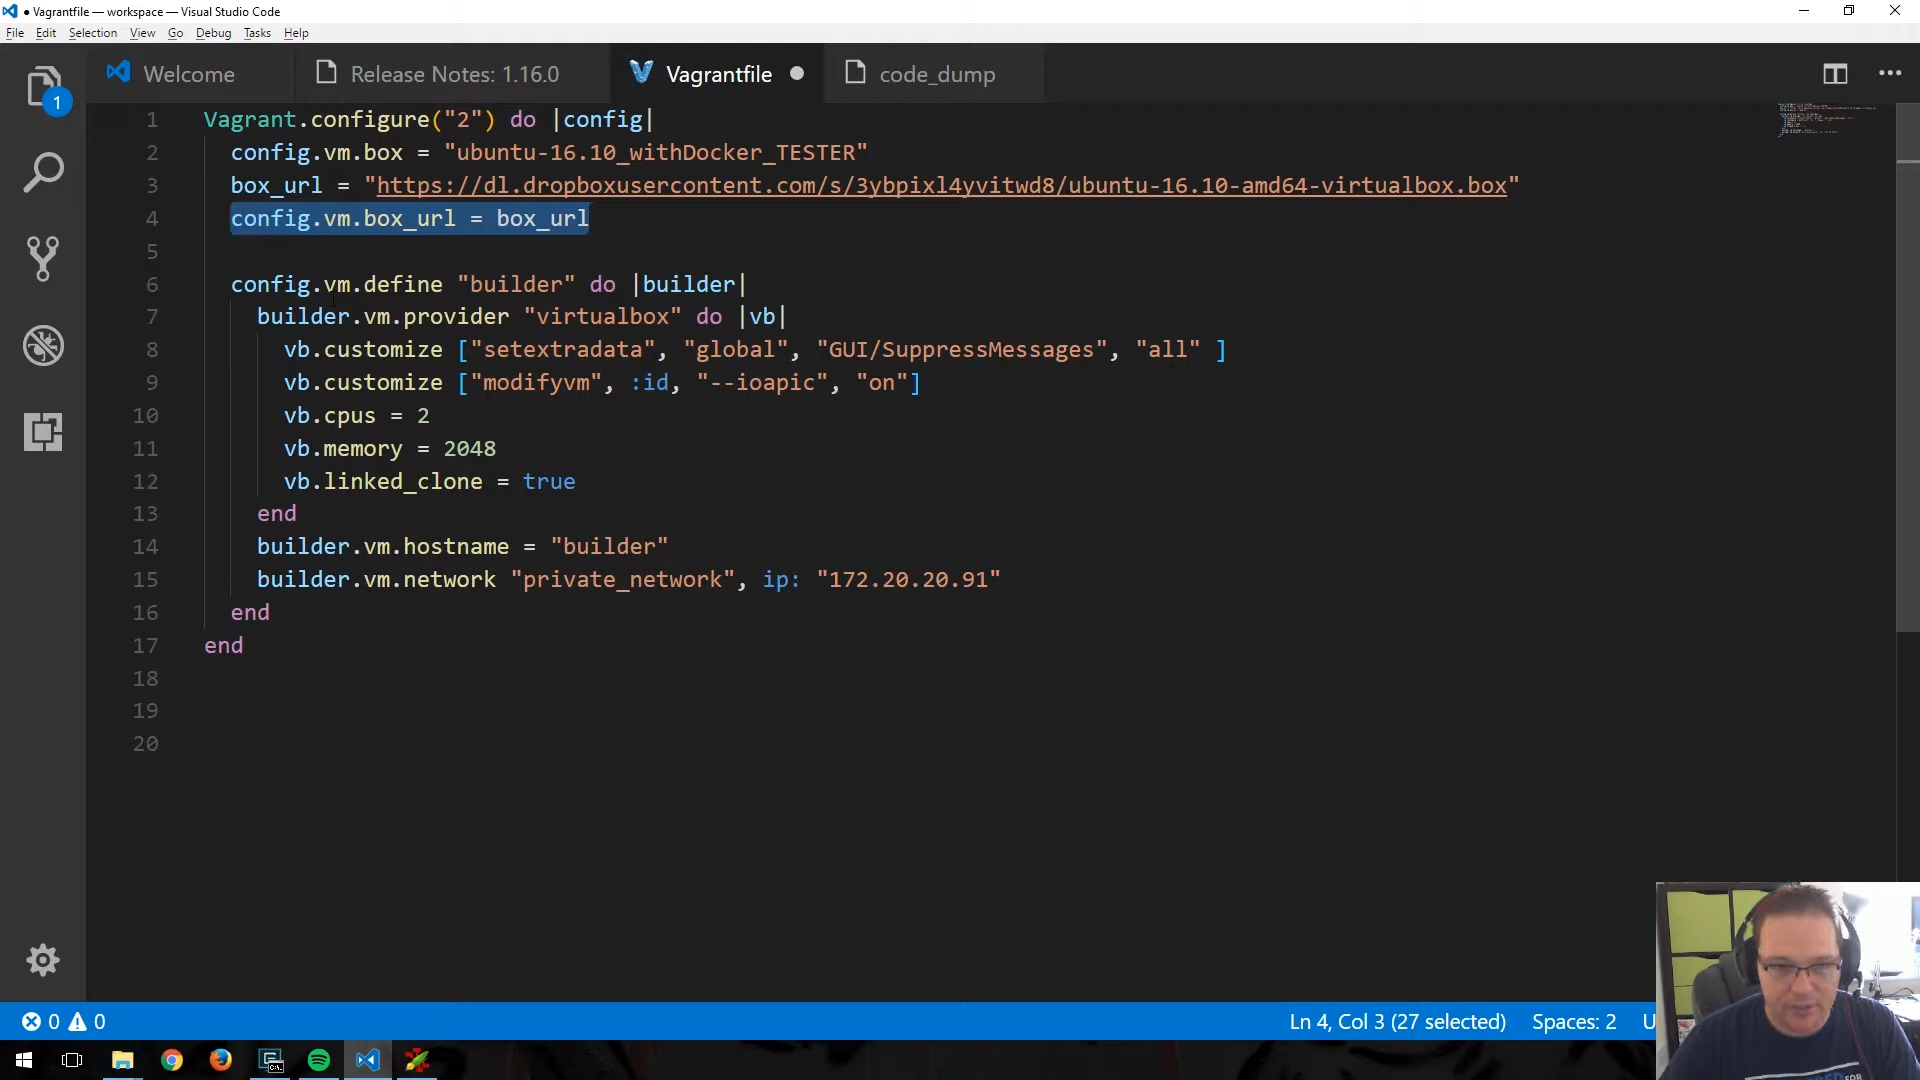 Vagrantfile — workspace — Visual Studio Code
File Edit Selection View Go Debug Tasks Help
Welcome Release Notes: 1.16.0 Vagrantfile code_dump
1
1 Vagrant.configure("2") do |config|
2 config.vm.box = "ubuntu-16.10_withDocker_TESTER"
3 box_url = "https://dl.dropboxusercontent.com/s/3ybpixl4yvitwd8/ubuntu-16.10-amd64-virtualbox.box"
4 config.vm.box_url = box_url
5
6 config.vm.define "builder" do |builder|
7 builder.vm.provider "virtualbox" do |vb|
8 vb.customize ["setextradata", "global", "GUI/SuppressMessages", "all" ]
9 vb.customize ["modifyvm", :id, "--ioapic", "on"]
10 vb.cpus = 2
11 vb.memory = 2048
12 vb.linked_clone = true
13 end
14 builder.vm.hostname = "builder"
15 builder.vm.network "private_network", ip: "172.20.20.91"
16 end
17 end
18
19
20
0 0 Ln 4, Col 3 (27 selected) Spaces: 2 U